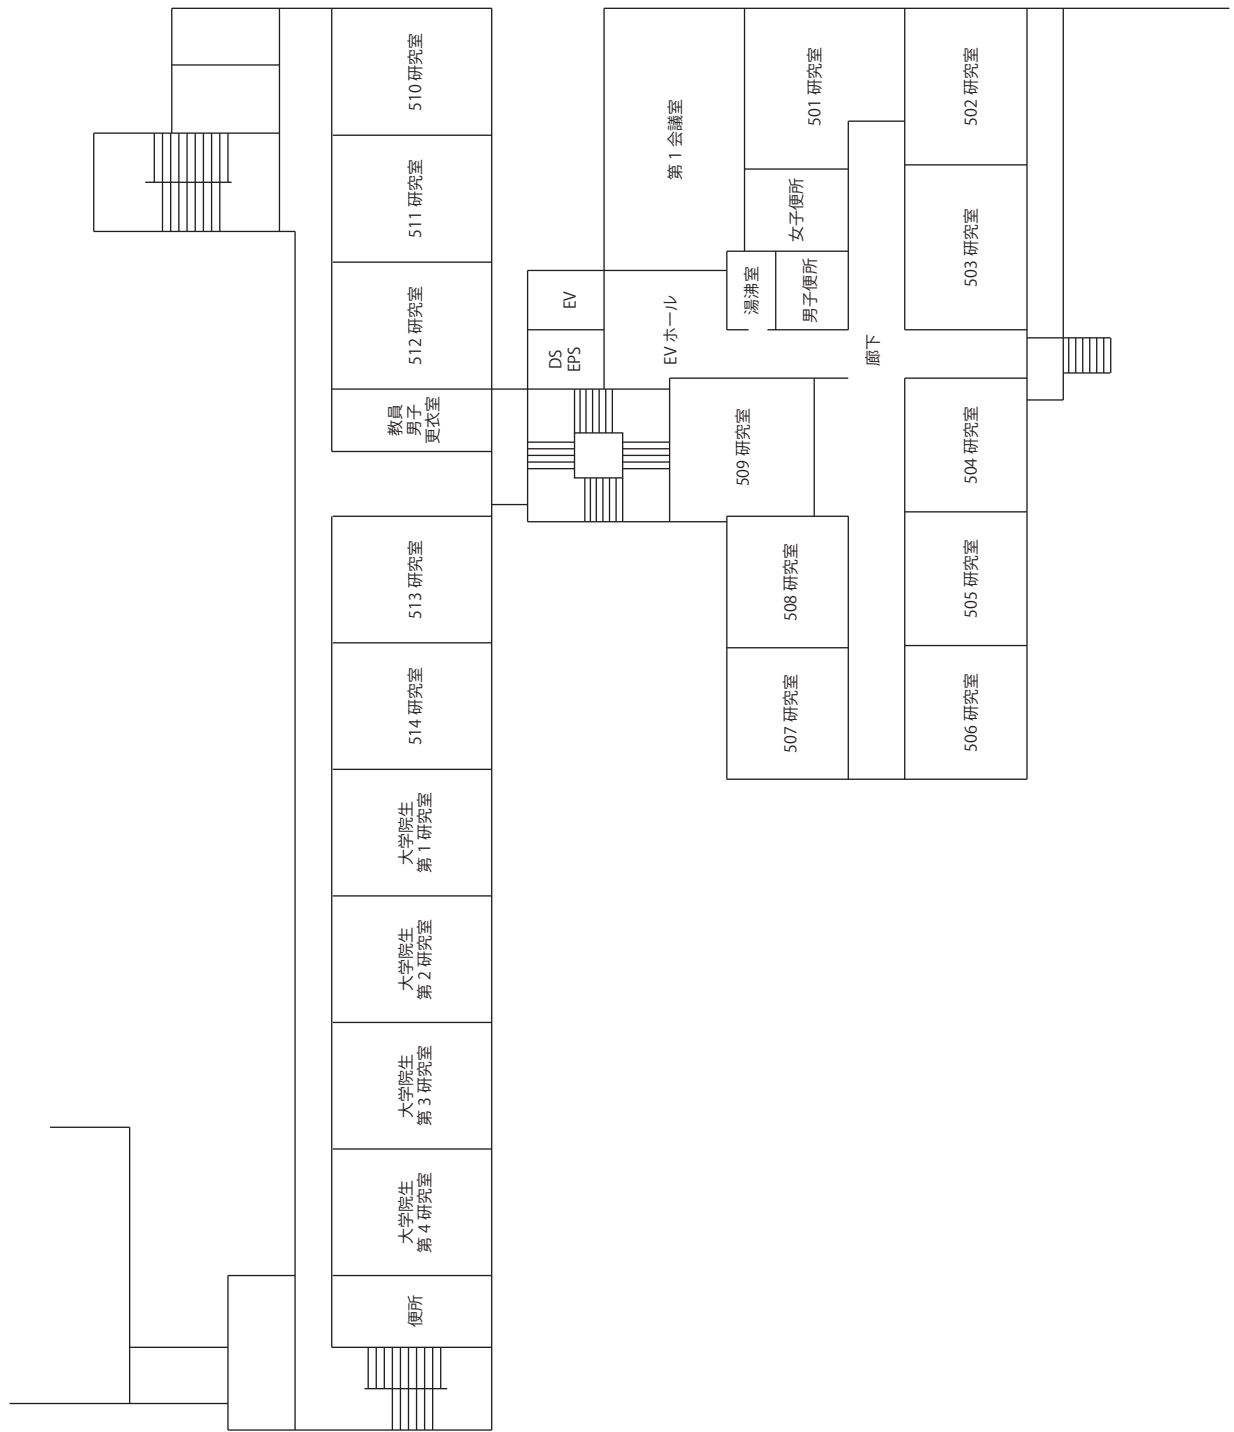 510 研究室
511 研究室
512 研究室
教員
男子
更衣室
513 研究室
514 研究室
大学院生
第 1 研究室
大学院生
第 2 研究室
大学院生
第 3 研究室
大学院生
第 4 研究室
便所
EV
DS
EPS
第 1 会議室
EV ホール
湯沸室
女子便所
男子便所
501 研究室
502 研究室
503 研究室
廊下
509 研究室
504 研究室
508 研究室
505 研究室
507 研究室
506 研究室